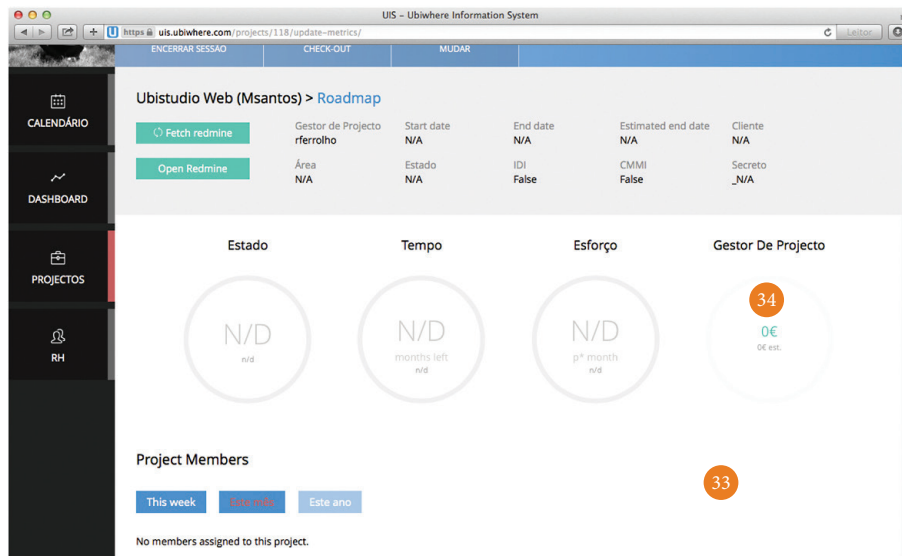 UIS – Ubiwhere Information System
https uis.ubiwhere.com/projects/118/update-metrics/
Leitor
ENCERRAR SESSÃO CHECK-OUT MUDAR
CALENDÁRIO
DASHBOARD
PROJECTOS
RH
Ubistudio Web (Msantos) > Roadmap
Fetch redmine
Open Redmine
Gestor de Projecto Start date End date Estimated end date Cliente
rferrolho N/A N/A N/A N/A
Área Estado IDI CMMI Secreto
N/A N/A False False _N/A
Estado Tempo Esforço Gestor De Projecto
34
N/D N/D N/D 0€
n/d months left p* month 0€ est.
n/d n/d
Project Members
33
This week Este mês Este ano
No members assigned to this project.